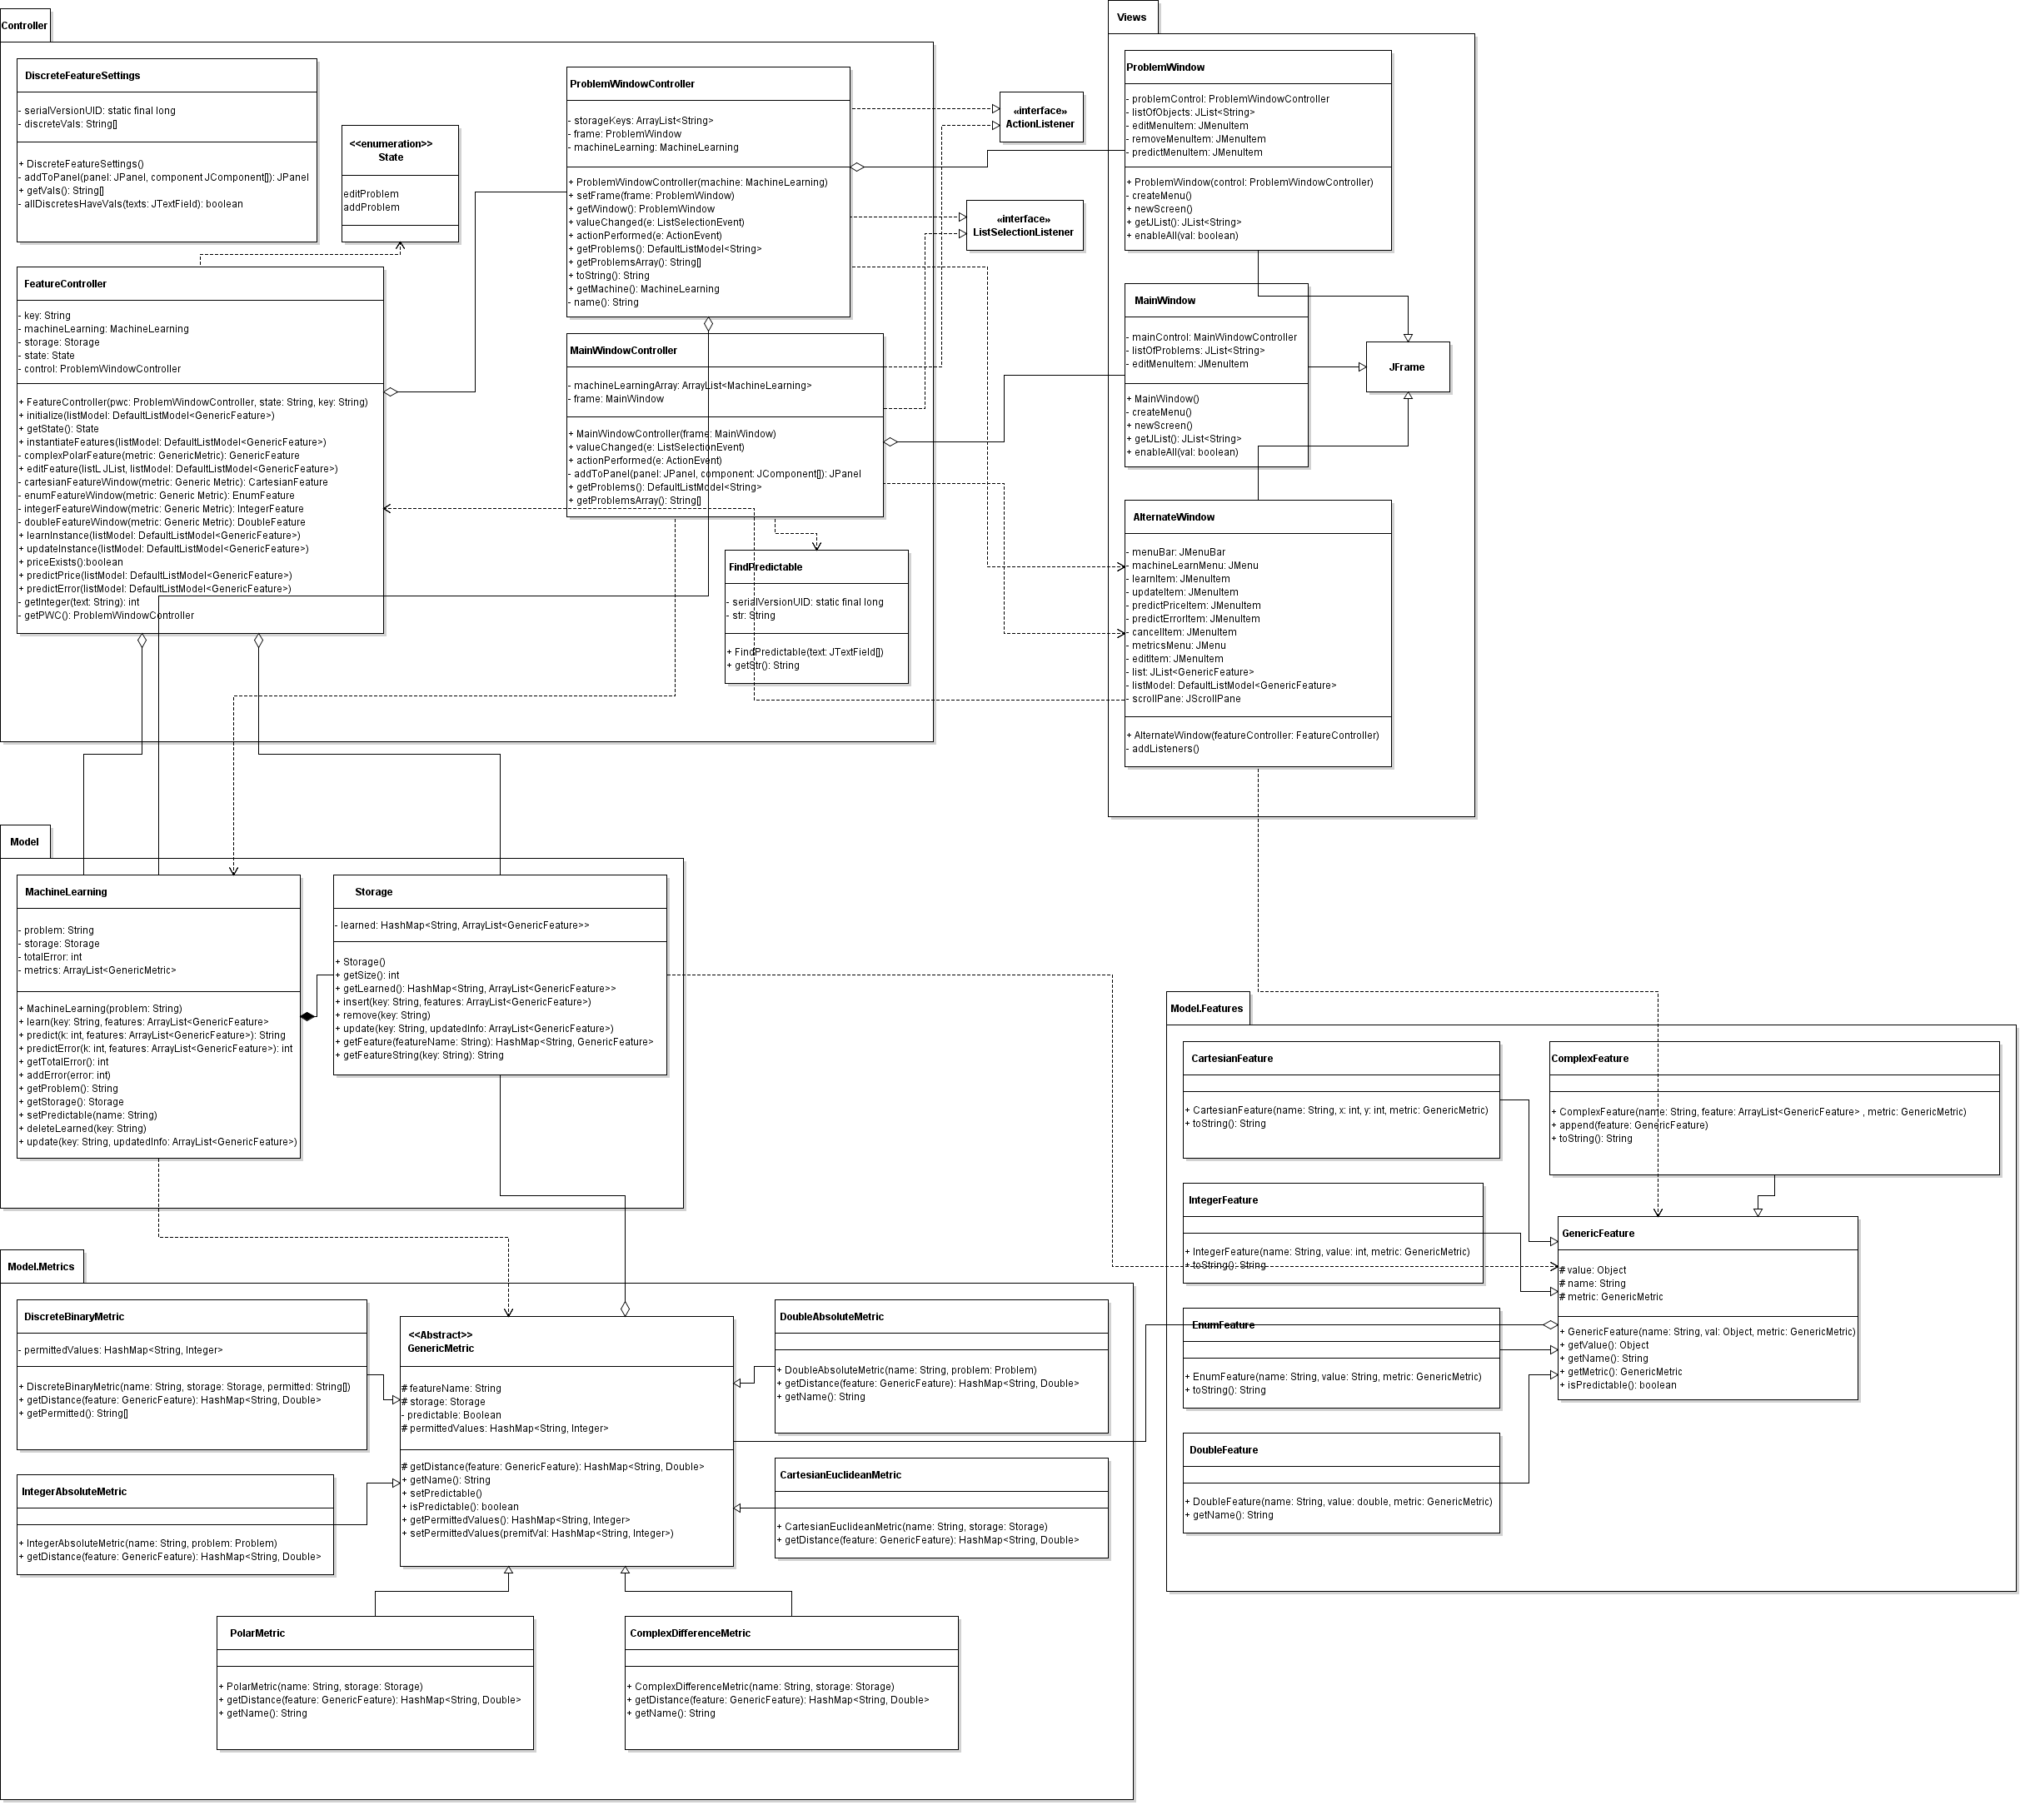 Controller
DiscreteFeatureSettings
- serialVersionUID: static final long
- discreteVals: String[]
+ DiscreteFeatureSettings()
- addToPanel(panel: JPanel, component JComponent[]): JPanel
+ getVals(): String[]
- allDiscretesHaveVals(texts: JTextField): boolean
<<enumeration>>
State
editProblem
addProblem
FeatureController
- key: String
- machineLearning: MachineLearning
- storage: Storage
- state: State
- control: ProblemWindowController
+ FeatureController(pwc: ProblemWindowController, state: String, key: String)
+ initialize(listModel: DefaultListModel<GenericFeature>)
+ getState(): State
+ instantiateFeatures(listModel: DefaultListModel<GenericFeature>)
- complexPolarFeature(metric: GenericMetric): GenericFeature
+ editFeature(listL JList, listModel: DefaultListModel<GenericFeature>)
- cartesianFeatureWindow(metric: Generic Metric): CartesianFeature
- enumFeatureWindow(metric: Generic Metric): EnumFeature
- integerFeatureWindow(metric: Generic Metric): IntegerFeature
- doubleFeatureWindow(metric: Generic Metric): DoubleFeature
+ learnInstance(listModel: DefaultListModel<GenericFeature>)
+ updateInstance(listModel: DefaultListModel<GenericFeature>)
+ priceExists():boolean
+ predictPrice(listModel: DefaultListModel<GenericFeature>)
+ predictError(listModel: DefaultListModel<GenericFeature>)
- getInteger(text: String): int
- getPWC(): ProblemWindowController
ProblemWindowController
- storageKeys: ArrayList<String>
- frame: ProblemWindow
- machineLearning: MachineLearning
+ ProblemWindowController(machine: MachineLearning)
+ setFrame(frame: ProblemWindow)
+ getWindow(): ProblemWindow
+ valueChanged(e: ListSelectionEvent)
+ actionPerformed(e: ActionEvent)
+ getProblems(): DefaultListModel<String>
+ getProblemsArray(): String[]
+ toString(): String
+ getMachine(): MachineLearning
- name(): String
MainWindowController
- machineLearningArray: ArrayList<MachineLearning>
- frame: MainWindow
+ MainWindowController(frame: MainWindow)
+ valueChanged(e: ListSelectionEvent)
+ actionPerformed(e: ActionEvent)
- addToPanel(panel: JPanel, component: JComponent[]): JPanel
+ getProblems(): DefaultListModel<String>
+ getProblemsArray(): String[]
FindPredictable
- serialVersionUID: static final long
- str: String
+ FindPredictable(text: JTextField[])
+ getStr(): String
«interface»
ActionListener
«interface»
ListSelectionListener
Views
ProblemWindow
- problemControl: ProblemWindowController
- listOfObjects: JList<String>
- editMenuItem: JMenuItem
- removeMenuItem: JMenuItem
- predictMenuItem: JMenuItem
+ ProblemWindow(control: ProblemWindowController)
- createMenu()
+ newScreen()
+ getJList(): JList<String>
+ enableAll(val: boolean)
MainWindow
- mainControl: MainWindowController
- listOfProblems: JList<String>
- editMenuItem: JMenuItem
+ MainWindow()
- createMenu()
+ newScreen()
+ getJList(): JList<String>
+ enableAll(val: boolean)
JFrame
AlternateWindow
- menuBar: JMenuBar
- machineLearnMenu: JMenu
- learnItem: JMenuItem
- updateItem: JMenuItem
- predictPriceItem: JMenuItem
- predictErrorItem: JMenuItem
- cancelItem: JMenuItem
- metricsMenu: JMenu
- editItem: JMenuItem
- list: JList<GenericFeature>
- listModel: DefaultListModel<GenericFeature>
- scrollPane: JScrollPane
+ AlternateWindow(featureController: FeatureController)
- addListeners()
Model
MachineLearning
- problem: String
- storage: Storage
- totalError: int
- metrics: ArrayList<GenericMetric>
+ MachineLearning(problem: String)
+ learn(key: String, features: ArrayList<GenericFeature>
+ predict(k: int, features: ArrayList<GenericFeature>): String
+ predictError(k: int, features: ArrayList<GenericFeature>): int
+ getTotalError(): int
+ addError(error: int)
+ getProblem(): String
+ getStorage(): Storage
+ setPredictable(name: String)
+ deleteLearned(key: String)
+ update(key: String, updatedInfo: ArrayList<GenericFeature>)
Storage
- learned: HashMap<String, ArrayList<GenericFeature>>
+ Storage()
+ getSize(): int
+ getLearned(): HashMap<String, ArrayList<GenericFeature>>
+ insert(key: String, features: ArrayList<GenericFeature>)
+ remove(key: String)
+ update(key: String, updatedInfo: ArrayList<GenericFeature>)
+ getFeature(featureName: String): HashMap<String, GenericFeature>
+ getFeatureString(key: String): String
Model.Features
CartesianFeature
+ CartesianFeature(name: String, x: int, y: int, metric: GenericMetric)
+ toString(): String
ComplexFeature
+ ComplexFeature(name: String, feature: ArrayList<GenericFeature> , metric: GenericMetric)
+ append(feature: GenericFeature)
+ toString(): String
IntegerFeature
+ IntegerFeature(name: String, value: int, metric: GenericMetric)
+ toString(): String
GenericFeature
# value: Object
# name: String
# metric: GenericMetric
+ GenericFeature(name: String, val: Object, metric: GenericMetric)
+ getValue(): Object
+ getName(): String
+ getMetric(): GenericMetric
+ isPredictable(): boolean
EnumFeature
+ EnumFeature(name: String, value: String, metric: GenericMetric)
+ toString(): String
DoubleFeature
+ DoubleFeature(name: String, value: double, metric: GenericMetric)
+ getName(): String
Model.Metrics
DiscreteBinaryMetric
- permittedValues: HashMap<String, Integer>
+ DiscreteBinaryMetric(name: String, storage: Storage, permitted: String[])
+ getDistance(feature: GenericFeature): HashMap<String, Double>
+ getPermitted(): String[]
IntegerAbsoluteMetric
+ IntegerAbsoluteMetric(name: String, problem: Problem)
+ getDistance(feature: GenericFeature): HashMap<String, Double>
<<Abstract>>
GenericMetric
# featureName: String
# storage: Storage
- predictable: Boolean
# permittedValues: HashMap<String, Integer>
# getDistance(feature: GenericFeature): HashMap<String, Double>
+ getName(): String
+ setPredictable()
+ isPredictable(): boolean
+ getPermittedValues(): HashMap<String, Integer>
+ setPermittedValues(premitVal: HashMap<String, Integer>)
DoubleAbsoluteMetric
+ DoubleAbsoluteMetric(name: String, problem: Problem)
+ getDistance(feature: GenericFeature): HashMap<String, Double>
+ getName(): String
CartesianEuclideanMetric
+ CartesianEuclideanMetric(name: String, storage: Storage)
+ getDistance(feature: GenericFeature): HashMap<String, Double>
PolarMetric
+ PolarMetric(name: String, storage: Storage)
+ getDistance(feature: GenericFeature): HashMap<String, Double>
+ getName(): String
ComplexDifferenceMetric
+ ComplexDifferenceMetric(name: String, storage: Storage)
+ getDistance(feature: GenericFeature): HashMap<String, Double>
+ getName(): String